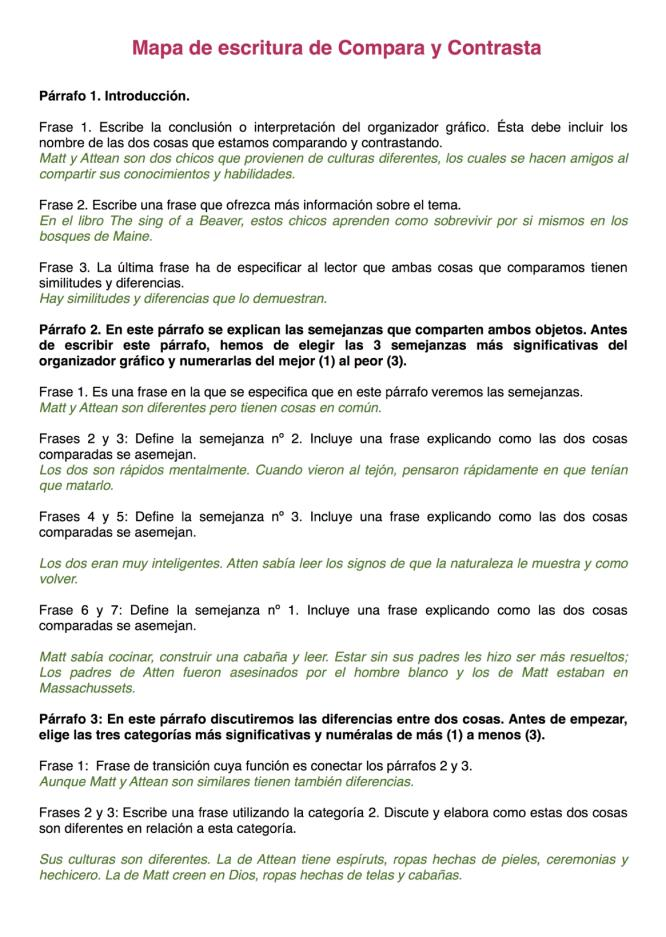 Mapa de escritura de Compara y Contrasta
Párrafo 1. Introducción.
Frase 1. Escribe la conclusión o interpretación del organizador gráfico. Ésta debe incluir los
nombre de las dos cosas que estamos comparando y contrastando.
Matt y Attean son dos chicos que provienen de culturas diferentes, los cuales se hacen amigos al
compartir sus conocimientos y habilidades.
Frase 2. Escribe una frase que ofrezca más información sobre el tema.
En el libro The sing of a Beaver, estos chicos aprenden como sobrevivir por si mismos en los
bosques de Maine.
Frase 3. La última frase ha de especificar al lector que ambas cosas que comparamos tienen
similitudes y diferencias.
Hay similitudes y diferencias que lo demuestran.
Párrafo 2. En este párrafo se explican las semejanzas que comparten ambos objetos. Antes
de escribir este párrafo, hemos de elegir las 3 semejanzas más significativas del
organizador gráfico y numerarlas del mejor (1) al peor (3).
Frase 1. Es una frase en la que se especifica que en este párrafo veremos las semejanzas.
Matt y Attean son diferentes pero tienen cosas en común.
Frases 2 y 3: Define la semejanza nº 2. Incluye una frase explicando como las dos cosas
comparadas se asemejan.
Los dos son rápidos mentalmente. Cuando vieron al tejón, pensaron rápidamente en que tenían
que matarlo.
Frases 4 y 5: Define la semejanza nº 3. Incluye una frase explicando como las dos cosas
comparadas se asemejan.
Los dos eran muy inteligentes. Atten sabía leer los signos de que la naturaleza le muestra y como
volver.
Frase 6 y 7: Define la semejanza nº 1. Incluye una frase explicando como las dos cosas
comparadas se asemejan.
Matt sabía cocinar, construir una cabaña y leer. Estar sin sus padres les hizo ser más resueltos;
Los padres de Atten fueron asesinados por el hombre blanco y los de Matt estaban en
Massachussets.
Párrafo 3: En este párrafo discutiremos las diferencias entre dos cosas. Antes de empezar,
elige las tres categorías más significativas y numéralas de más (1) a menos (3).
Frase 1: Frase de transición cuya función es conectar los párrafos 2 y 3.
Aunque Matt y Attean son similares tienen también diferencias.
Frases 2 y 3: Escribe una frase utilizando la categoría 2. Discute y elabora como estas dos cosas
son diferentes en relación a esta categoría.
Sus culturas son diferentes. La de Attean tiene espíruts, ropas hechas de pieles, ceremonias y
hechicero. La de Matt creen en Dios, ropas hechas de telas y cabañas.